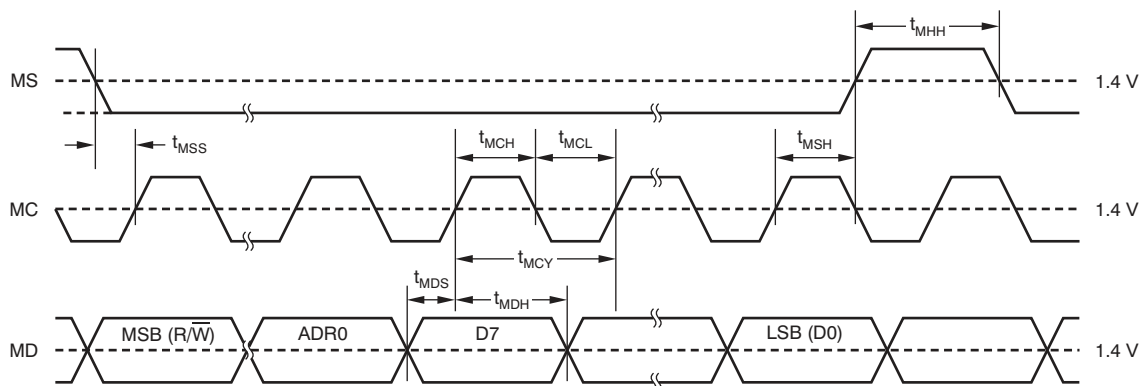 t_MHH
MS
1.4 V
t_MSS
t_MCH
t_MCL
t_MSH
MC
1.4 V
t_MCY
t_MDS
t_MDH
MD
MSB (R/W̅)
ADR0
D7
LSB (D0)
1.4 V